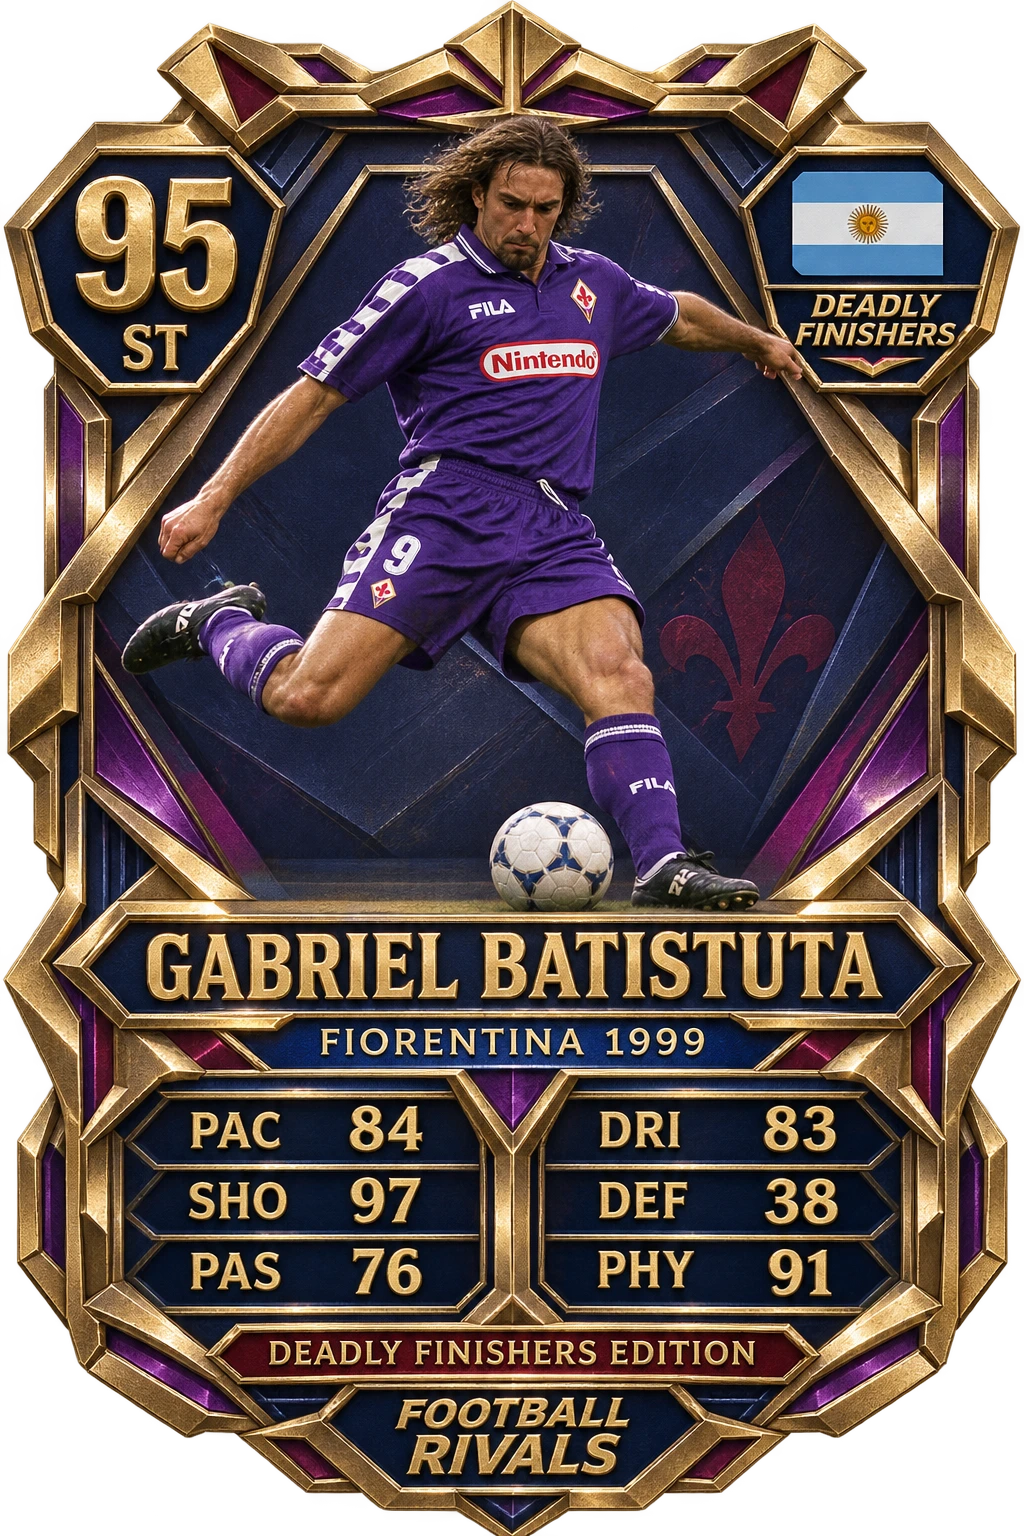 95
ST
DEADLY
FINISHERS
FILA
Nintendo®
9
FILA
GABRIEL BATISTUTA
FIORENTINA 1999
PAC 84
SHO 97
PAS 76
DRI 83
DEF 38
PHY 91
DEADLY FINISHERS EDITION
FOOTBALL
RIVALS